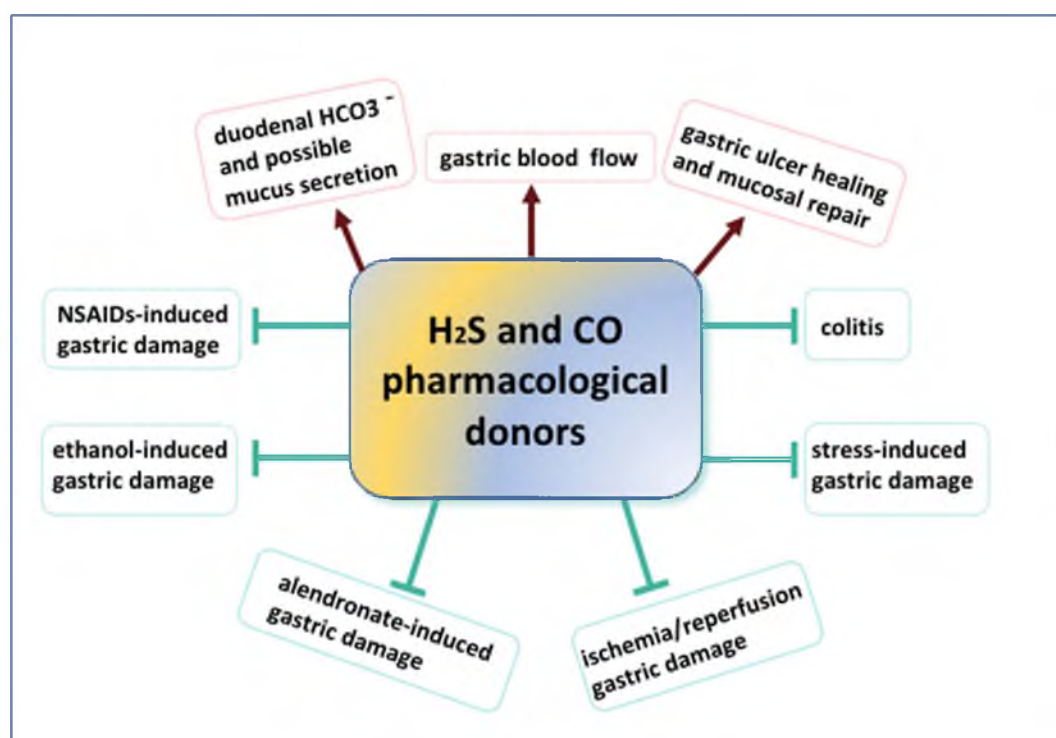 duodenal HCO3 -
and possible
mucus secretion
gastric blood flow
gastric ulcer healing
and mucosal repair
NSAIDs-induced
gastric damage
H2S and CO
pharmacological
donors
colitis
ethanol-induced
gastric damage
stress-induced
gastric damage
alendronate-induced
gastric damage
ischemia/reperfusion
gastric damage